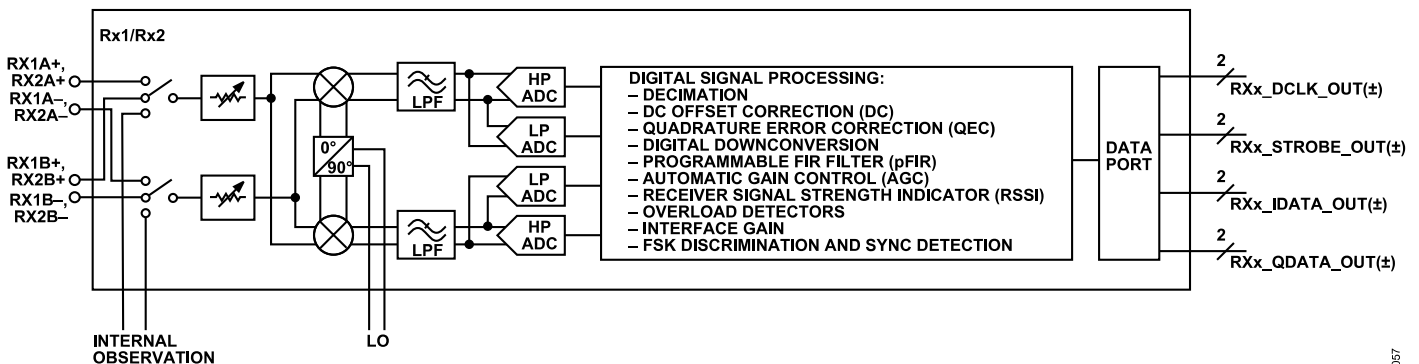 Rx1/Rx2
RX1A+,
RX2A+
RX1A–,
RX2A–
RX1B+,
RX2B+
RX1B–,
RX2B–
INTERNAL
OBSERVATION
LO
0°
90°
LPF
LPF
HP
ADC
LP
ADC
LP
ADC
HP
ADC
DIGITAL SIGNAL PROCESSING:
– DECIMATION
– DC OFFSET CORRECTION (DC)
– QUADRATURE ERROR CORRECTION (QEC)
– DIGITAL DOWNCONVERSION
– PROGRAMMABLE FIR FILTER (pFIR)
– AUTOMATIC GAIN CONTROL (AGC)
– RECEIVER SIGNAL STRENGTH INDICATOR (RSSI)
– OVERLOAD DETECTORS
– INTERFACE GAIN
– FSK DISCRIMINATION AND SYNC DETECTION
DATA
PORT
2
RXx_DCLK_OUT(±)
2
RXx_STROBE_OUT(±)
2
RXx_IDATA_OUT(±)
2
RXx_QDATA_OUT(±)
057